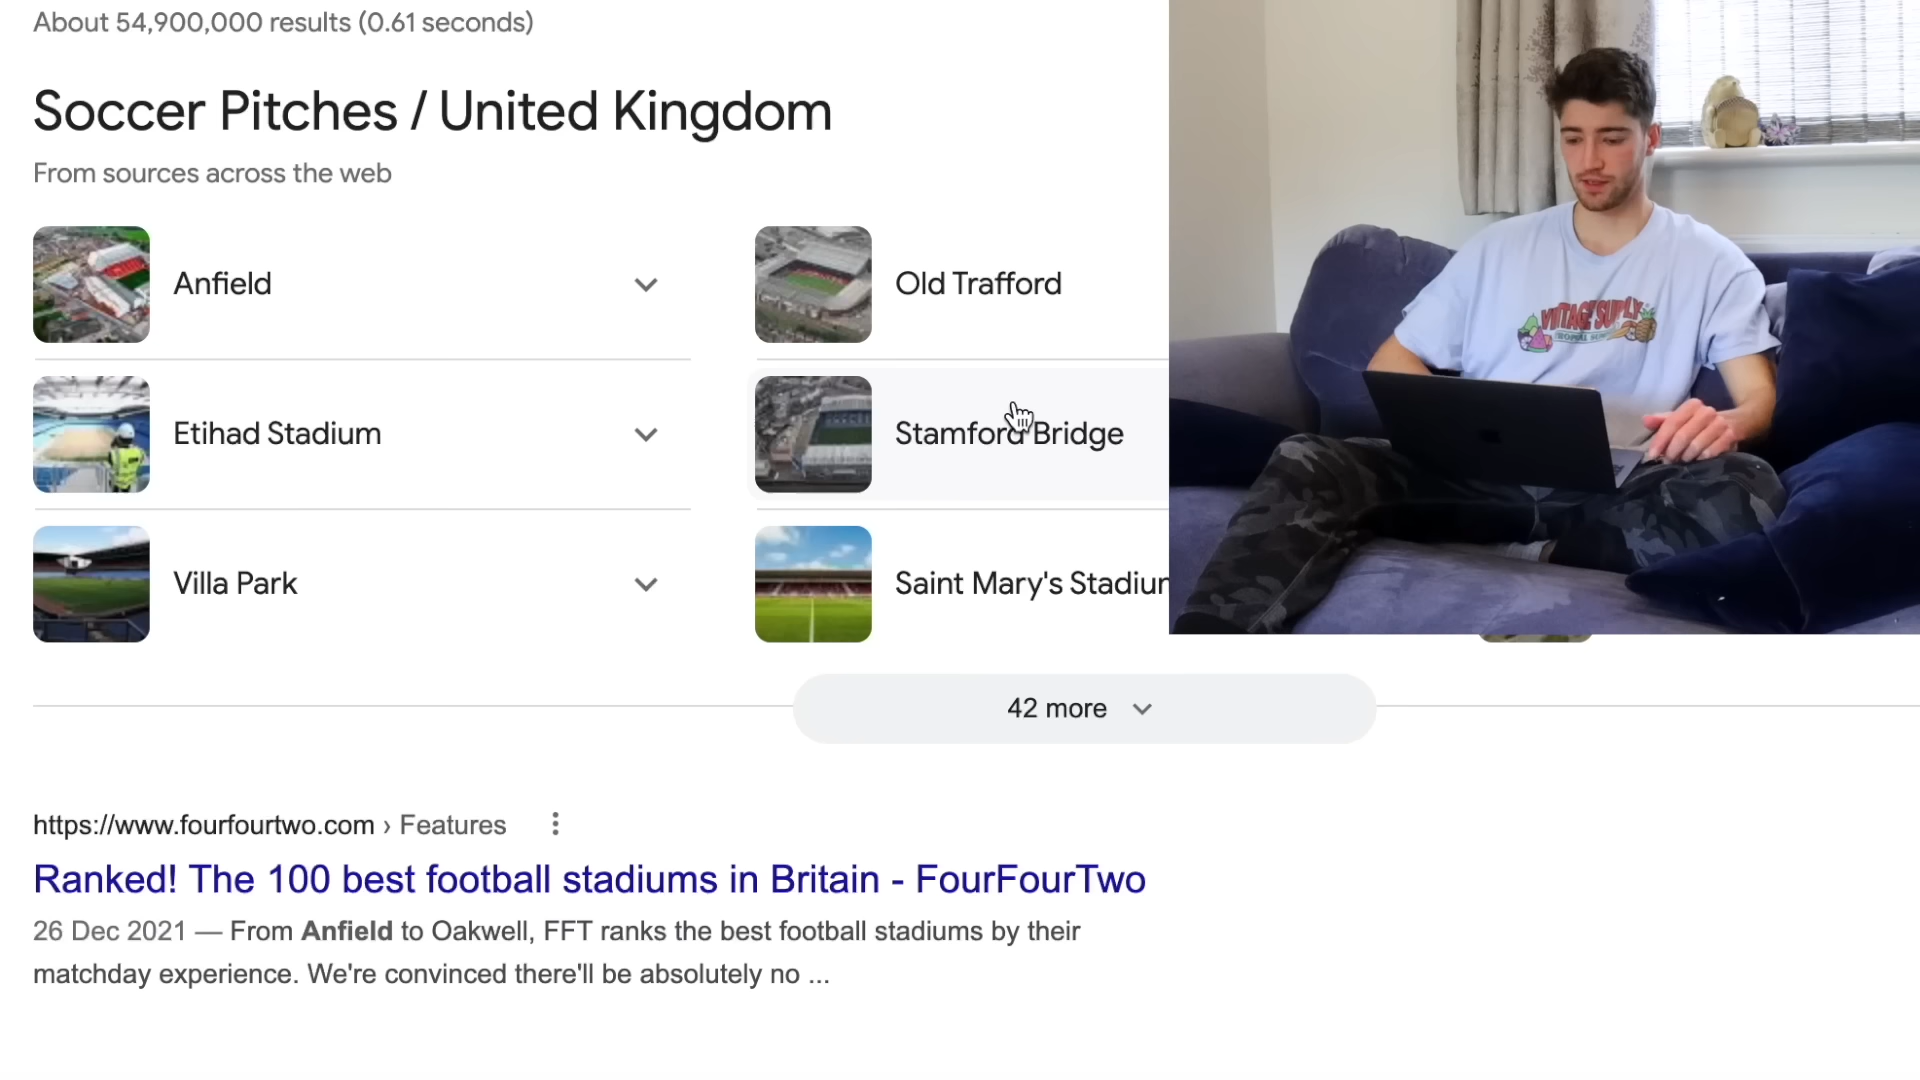 About 54,900,000 results (0.61 seconds)
Soccer Pitches / United Kingdom
From sources across the web
Anfield
Old Trafford
Etihad Stadium
Stamford Bridge
Villa Park
Saint Mary's
42 more
https://www.fourfourtwo.com › Features
Ranked! The 100 best football stadiums in Britain - FourFourTwo
26 Dec 2021 — From Anfield to Oakwell, FFT ranks the best football stadiums by their
matchday experience. We're convinced there'll be absolutely no ...
VINTAGE SUPPLY